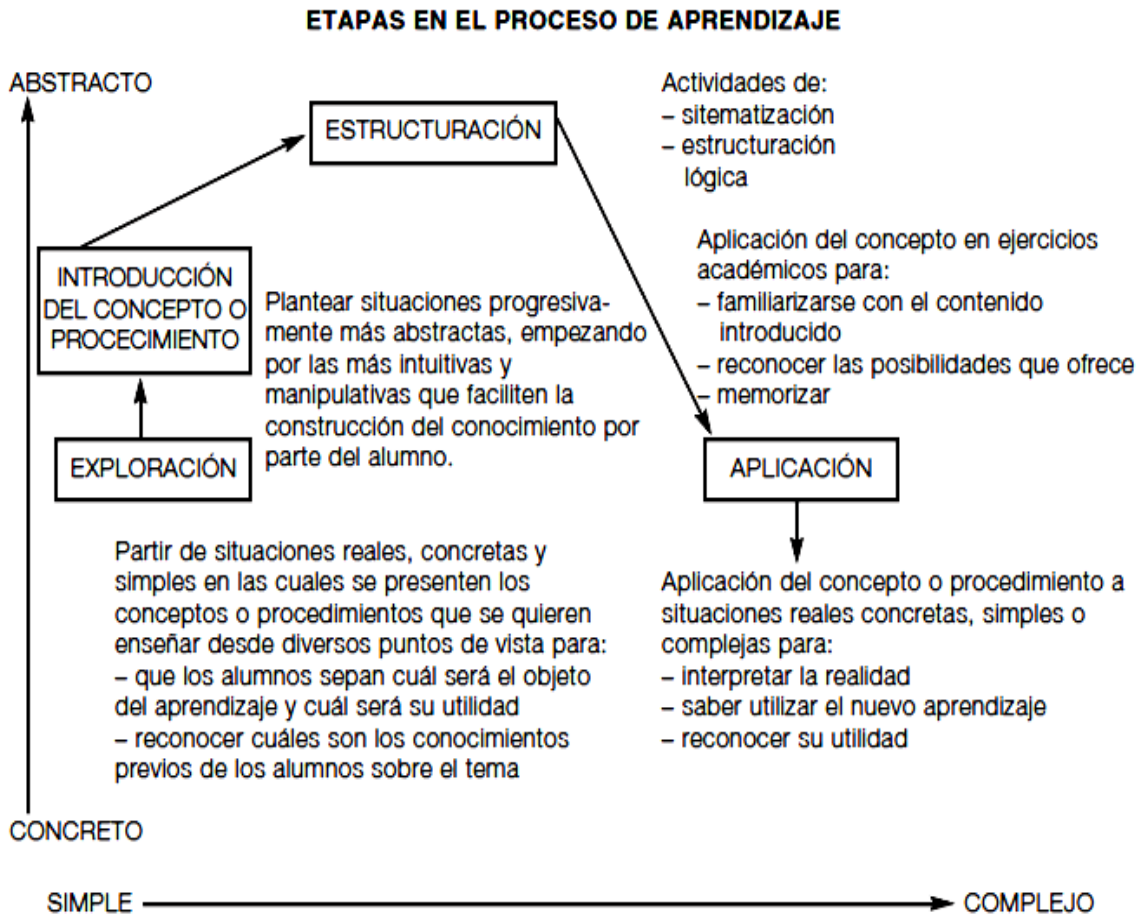 ETAPAS EN EL PROCESO DE APRENDIZAJE
ABSTRACTO
ESTRUCTURACIÓN
Actividades de:
– sitematización
– estructuración
lógica
INTRODUCCIÓN
DEL CONCEPTO O
PROCECIMIENTO
Plantear situaciones progresiva-
mente más abstractas, empezando
por las más intuitivas y
manipulativas que faciliten la
construcción del conocimiento por
parte del alumno.
Aplicación del concepto en ejercicios
académicos para:
– familiarizarse con el contenido
introducido
– reconocer las posibilidades que ofrece
– memorizar
EXPLORACIÓN
APLICACIÓN
Partir de situaciones reales, concretas y
simples en las cuales se presenten los
conceptos o procedimientos que se quieren
enseñar desde diversos puntos de vista para:
– que los alumnos sepan cuál será el objeto
del aprendizaje y cuál será su utilidad
– reconocer cuáles son los conocimientos
previos de los alumnos sobre el tema
Aplicación del concepto o procedimiento a
situaciones reales concretas, simples o
complejas para:
– interpretar la realidad
– saber utilizar el nuevo aprendizaje
– reconocer su utilidad
CONCRETO
SIMPLE
COMPLEJO